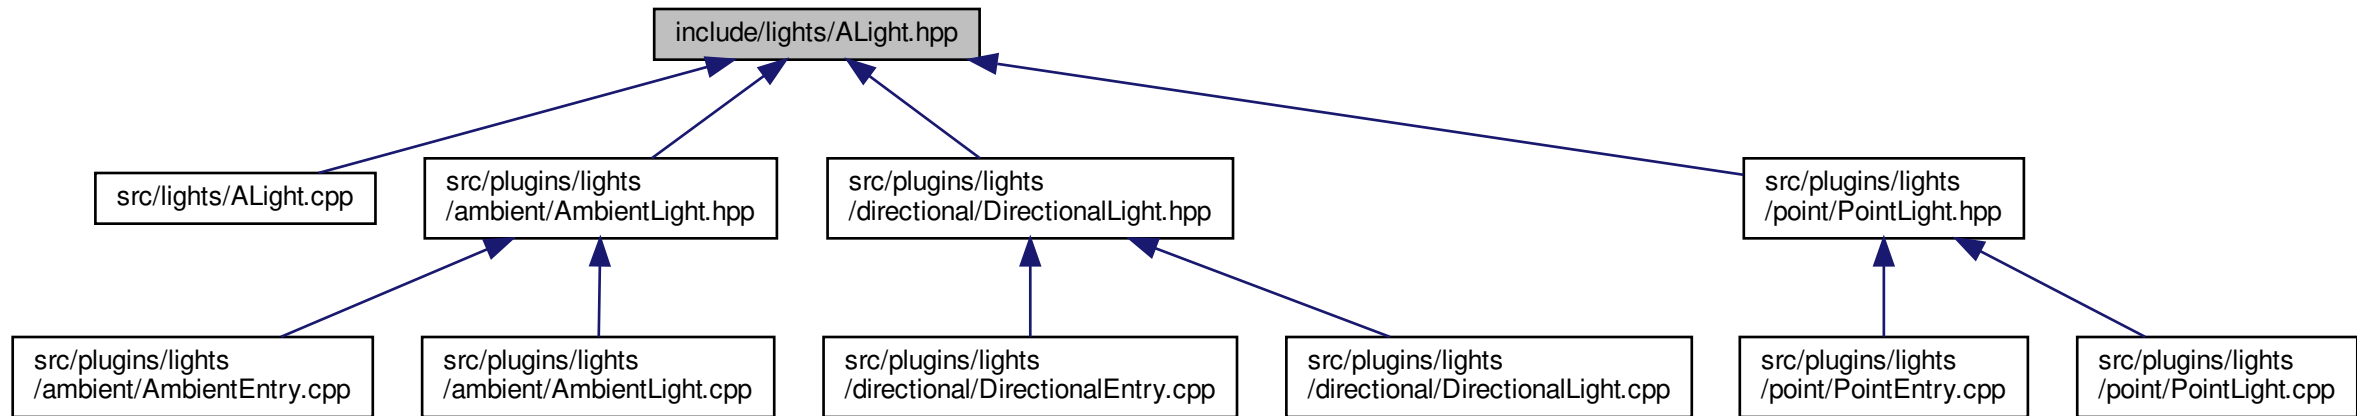 include/lights/ALight.hpp
src/lights/ALight.cpp
src/plugins/lights
/ambient/AmbientLight.hpp
src/plugins/lights
/directional/DirectionalLight.hpp
src/plugins/lights
/point/PointLight.hpp
src/plugins/lights
/ambient/AmbientEntry.cpp
src/plugins/lights
/ambient/AmbientLight.cpp
src/plugins/lights
/directional/DirectionalEntry.cpp
src/plugins/lights
/directional/DirectionalLight.cpp
src/plugins/lights
/point/PointEntry.cpp
src/plugins/lights
/point/PointLight.cpp